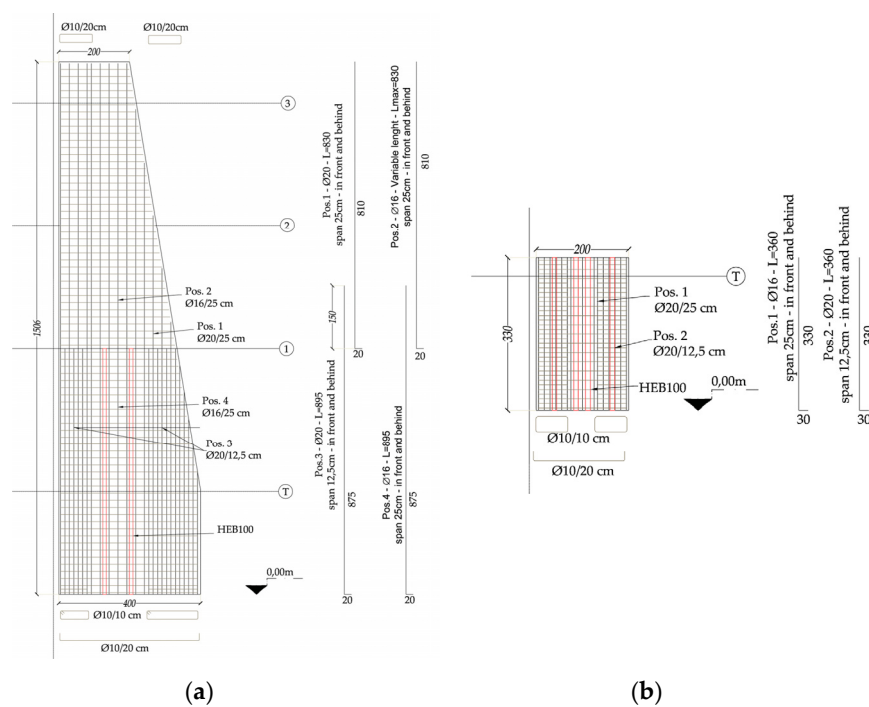 Ø10/20cm
Ø10/20cm
200
3
Pos.1 - Ø20 - L=830
span 25cm - in front and behind
810
Pos.2 - Ø16 - Variable lenght - Lmax=830
span 25cm - in front and behind
810
2
1506
Pos. 2
Ø16/25 cm
Pos. 1
Ø20/25 cm
150
1
20
20
Pos. 4
Ø16/25 cm
Pos. 3
Ø20/12,5 cm
Pos.3 - Ø20 - L=895
span 12,5cm - in front and behind
875
Pos.4 - Ø16 - L=895
span 25cm - in front and behind
875
T
HEB100
0,00m
20
20
400
Ø10/10 cm
Ø10/20 cm
(a)
200
T
330
Pos. 1
Ø20/25 cm
Pos. 2
Ø20/12,5 cm
HEB100
0,00m
Pos.1 - Ø16 - L=360
span 25cm - in front and behind
330
Pos.2 - Ø20 - L=360
span 12,5cm - in front and behind
330
30
30
Ø10/10 cm
Ø10/20 cm
(b)